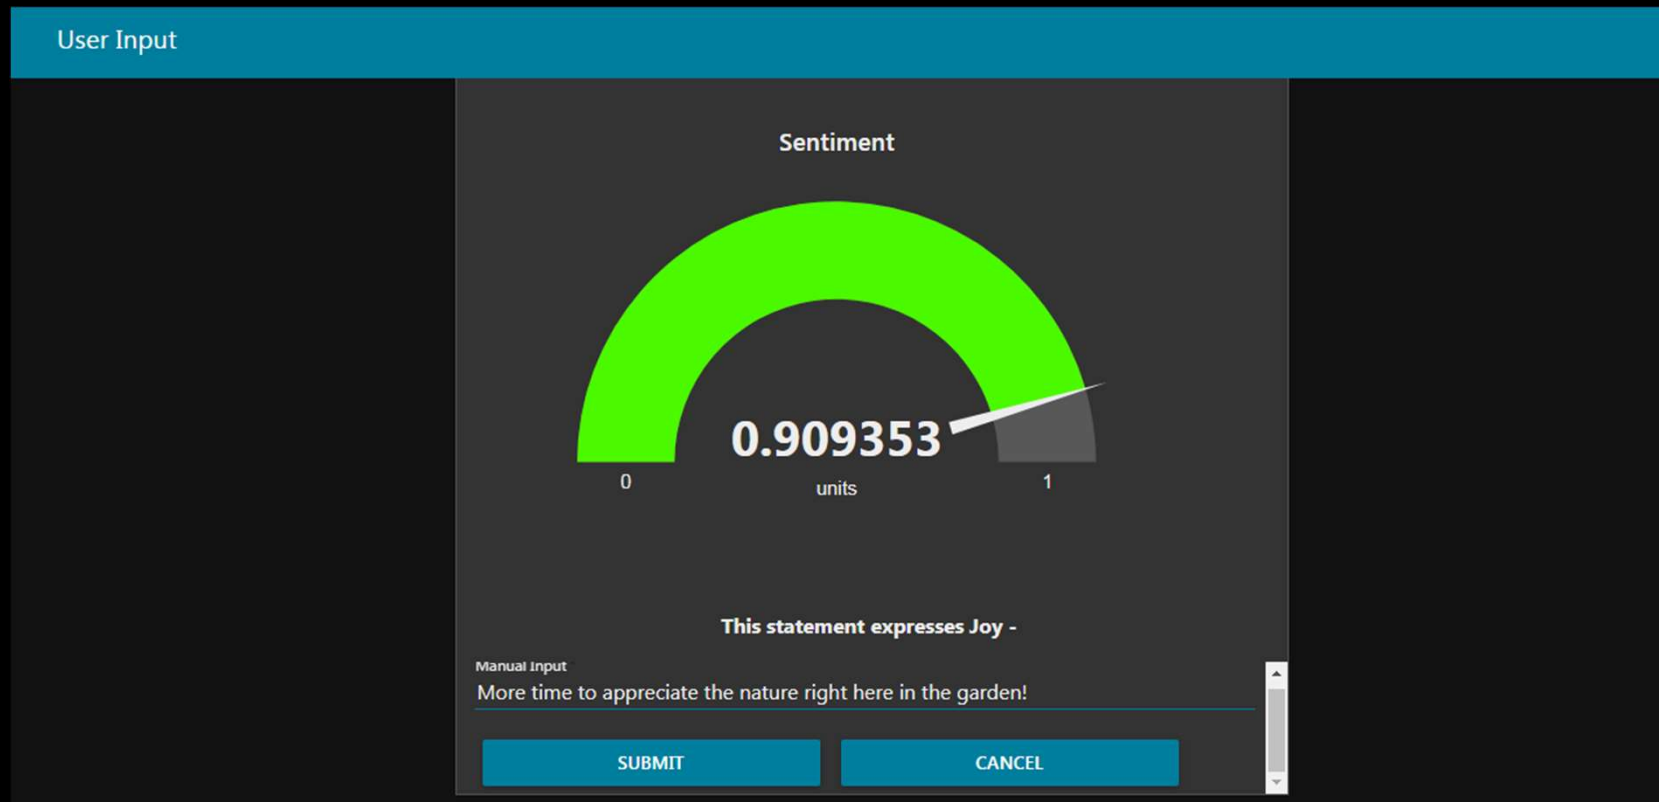 User Input
Sentiment
0.909353
0
units
1
This statement expresses Joy -
Manual Input
More time to appreciate the nature right here in the garden!
SUBMIT
CANCEL